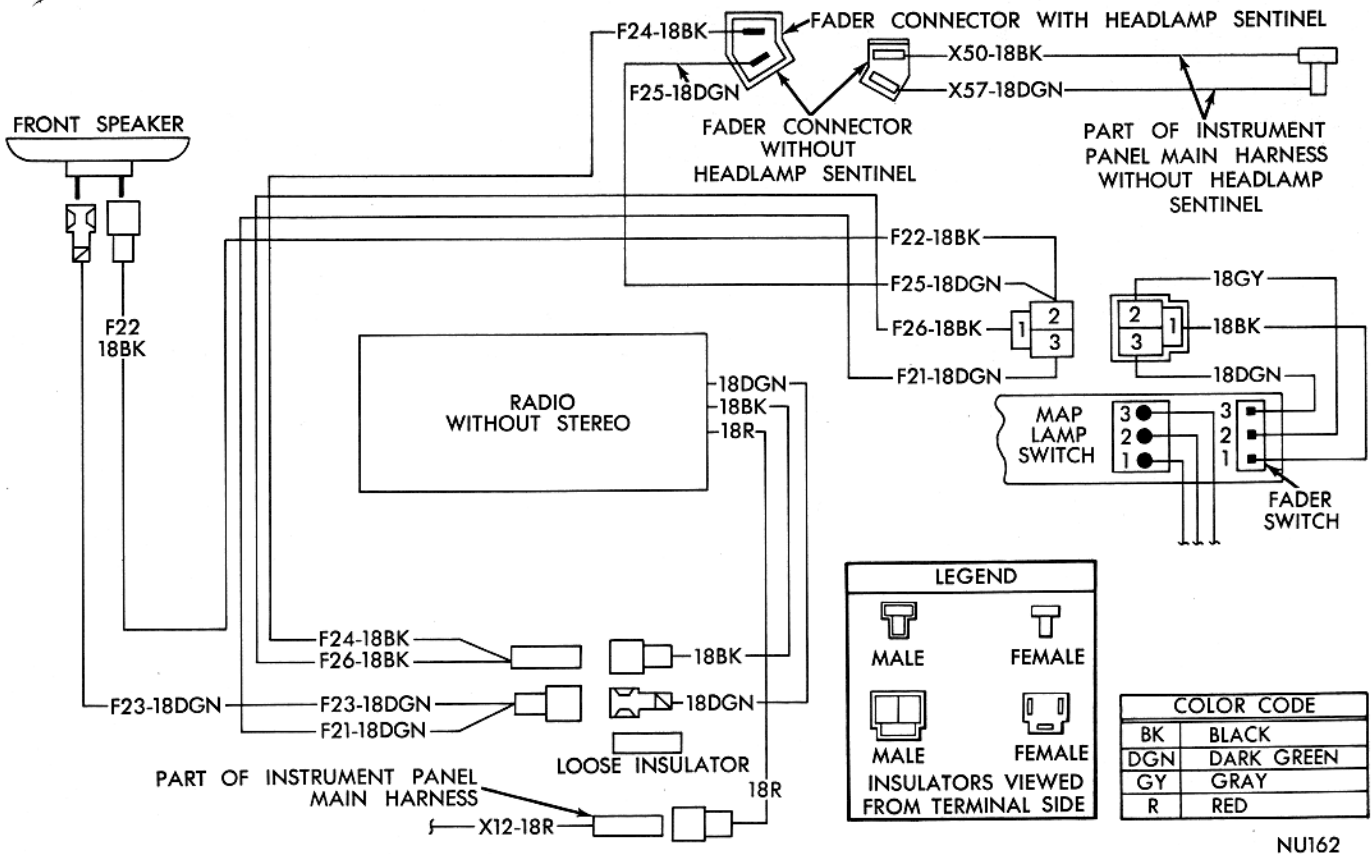 F24-18BK
FADER CONNECTOR WITH HEADLAMP SENTINEL
X50-18BK
F25-18DGN
X57-18DGN
FRONT SPEAKER
FADER CONNECTOR
WITHOUT
HEADLAMP SENTINEL
PART OF INSTRUMENT
PANEL MAIN HARNESS
WITHOUT HEADLAMP
SENTINEL
F22-18BK
F25-18DGN
18GY
F22
18BK
F26-18BK
1
2
3
2
3
1
18BK
F21-18DGN
18DGN
RADIO
WITHOUT STEREO
18DGN
18BK
18R
MAP
LAMP
SWITCH
3
2
1
3
2
1
FADER
SWITCH
LEGEND
MALE
FEMALE
MALE
FEMALE
INSULATORS VIEWED
FROM TERMINAL SIDE
F24-18BK
F26-18BK
18BK
F23-18DGN
F23-18DGN
18DGN
F21-18DGN
LOOSE INSULATOR
PART OF INSTRUMENT PANEL
MAIN HARNESS
18R
X12-18R
COLOR CODE
BK BLACK
DGN DARK GREEN
GY GRAY
R RED
NU162